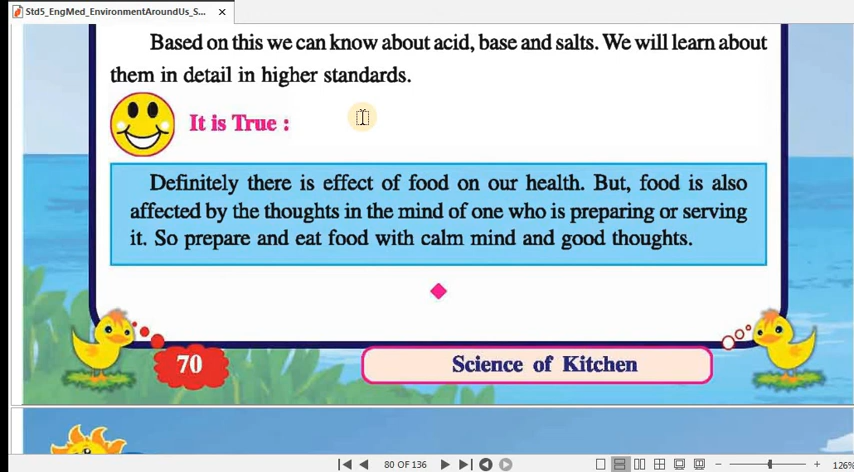 Std5_EngMed_EnvironmentAroundUs_S...
Based on this we can know about acid, base and salts. We will learn about
them in detail in higher standards.
It is True :
Definitely there is effect of food on our health. But, food is also
affected by the thoughts in the mind of one who is preparing or serving
it. So prepare and eat food with calm mind and good thoughts.
70
Science of Kitchen
80 OF 136
126%